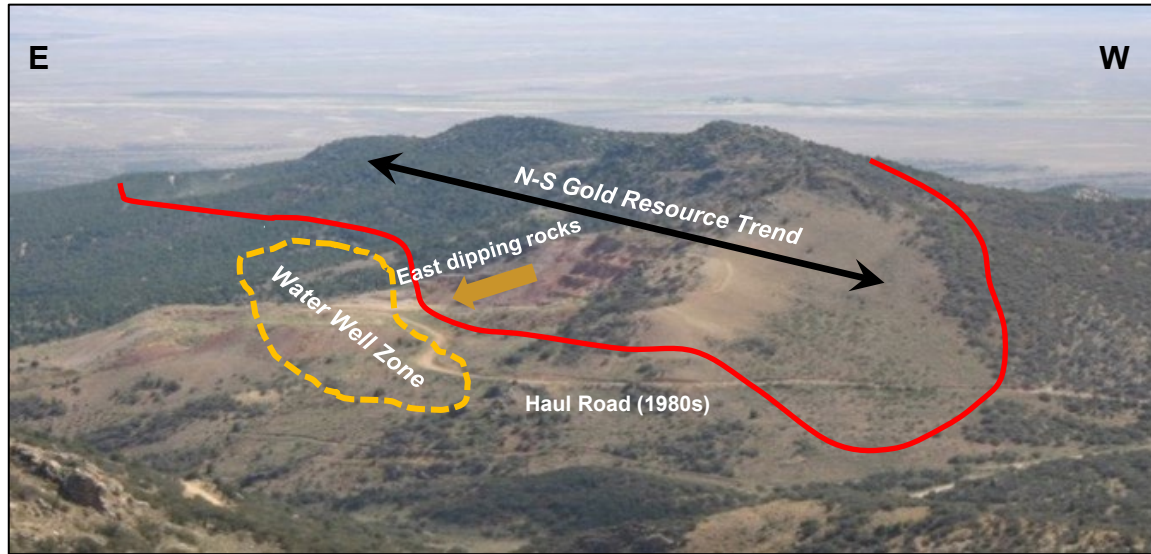 E
W
N-S Gold Resource Trend
East dipping rocks
Water Well Zone
Haul Road (1980s)